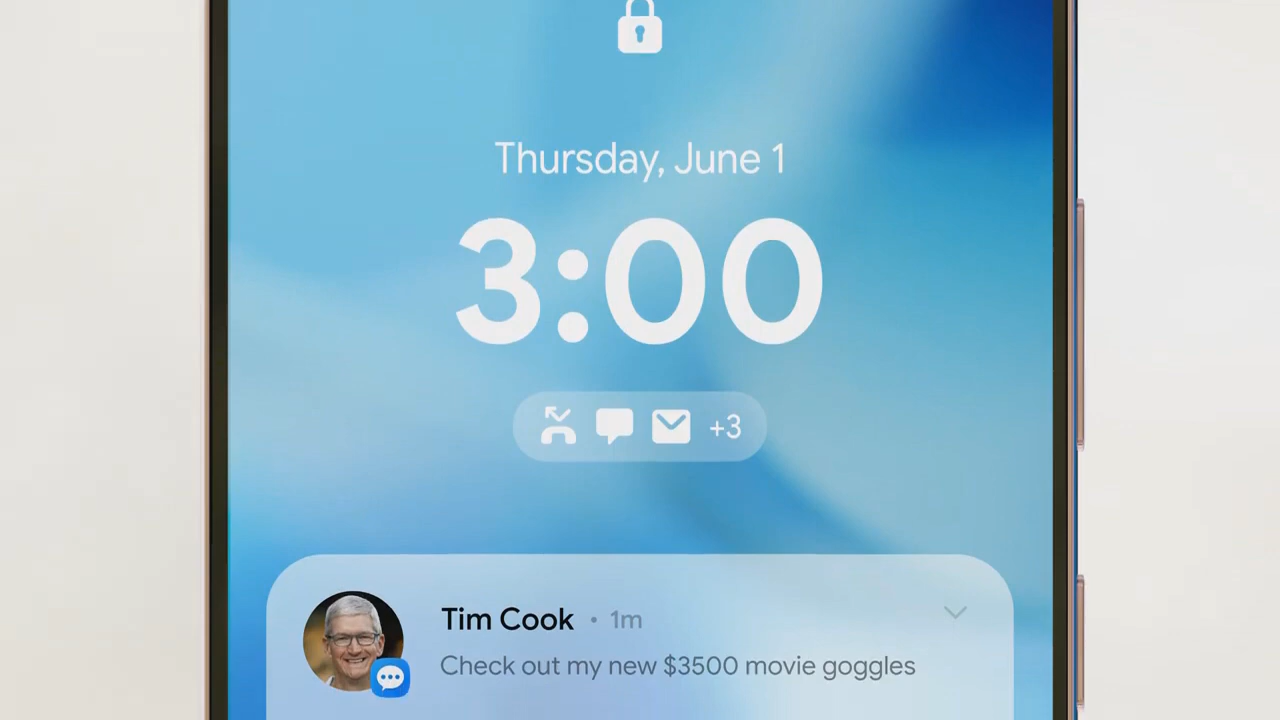 Thursday, June 1
3:00
+3
Tim Cook • 1m
Check out my new $3500 movie goggles